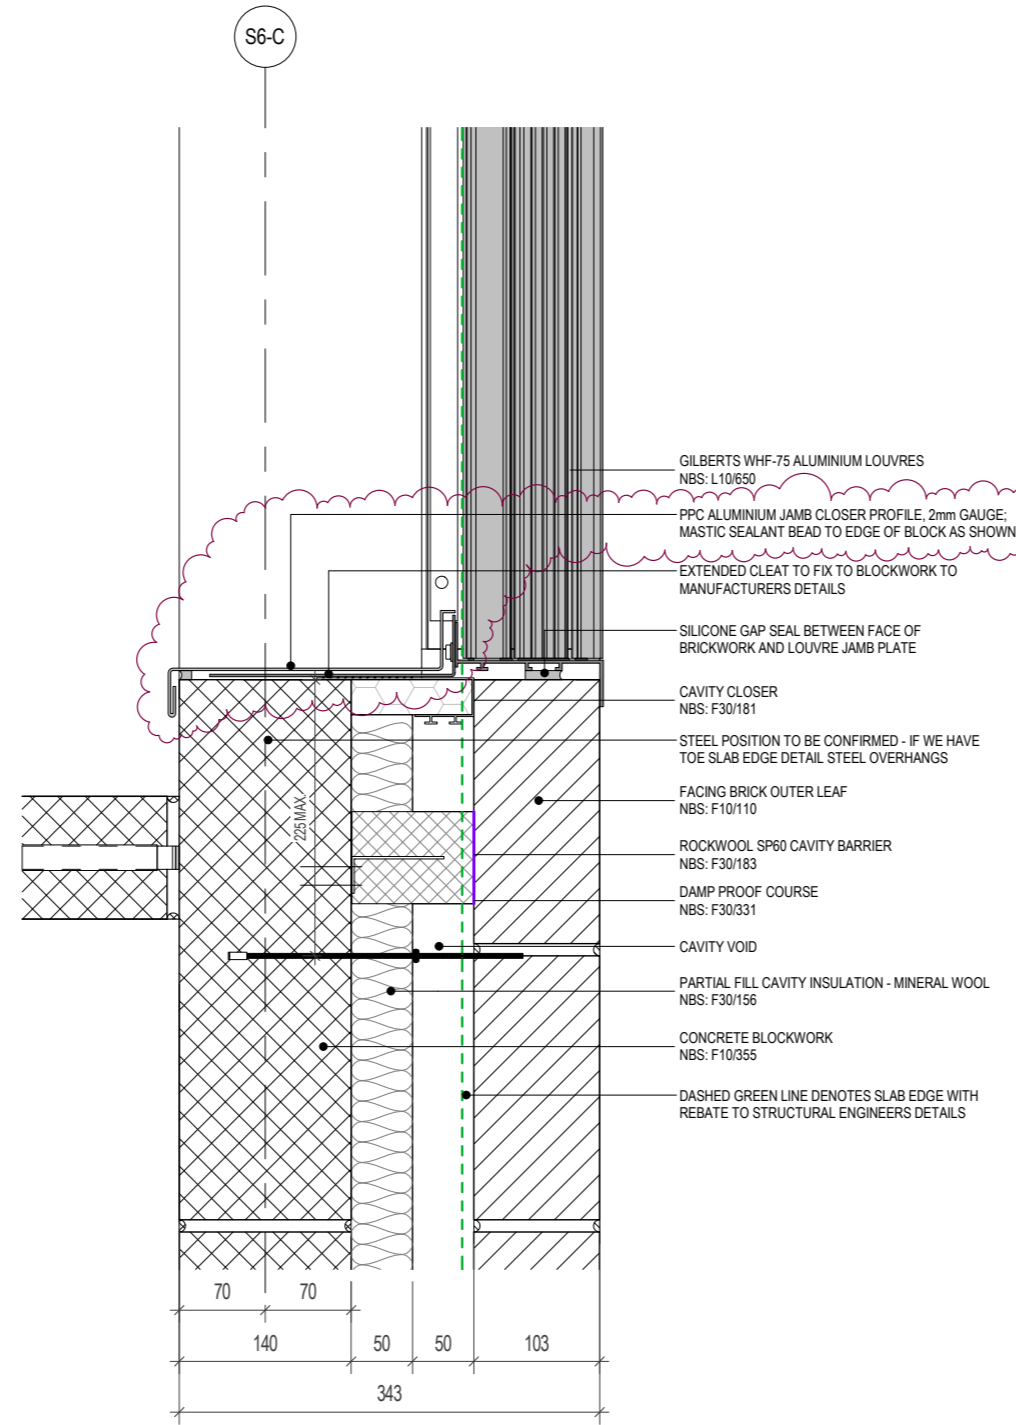 S6-C
GILBERTS WHF-75 ALUMINIUM LOUVRES
NBS: L10/650
PPC ALUMINIUM JAMB CLOSER PROFILE, 2mm GAUGE;
MASTIC SEALANT BEAD TO EDGE OF BLOCK AS SHOWN
EXTENDED CLEAT TO FIX TO BLOCKWORK TO
MANUFACTURERS DETAILS
SILICONE GAP SEAL BETWEEN FACE OF
BRICKWORK AND LOUVRE JAMB PLATE
CAVITY CLOSER
NBS: F30/181
STEEL POSITION TO BE CONFIRMED - IF WE HAVE
TOE SLAB EDGE DETAIL STEEL OVERHANGS
FACING BRICK OUTER LEAF
NBS: F10/110
225 MAX.
ROCKWOOL SP60 CAVITY BARRIER
NBS: F30/183
DAMP PROOF COURSE
NBS: F30/331
CAVITY VOID
PARTIAL FILL CAVITY INSULATION - MINERAL WOOL
NBS: F30/156
CONCRETE BLOCKWORK
NBS: F10/355
DASHED GREEN LINE DENOTES SLAB EDGE WITH
REBATE TO STRUCTURAL ENGINEERS DETAILS
70 70
140 50 50 103
343